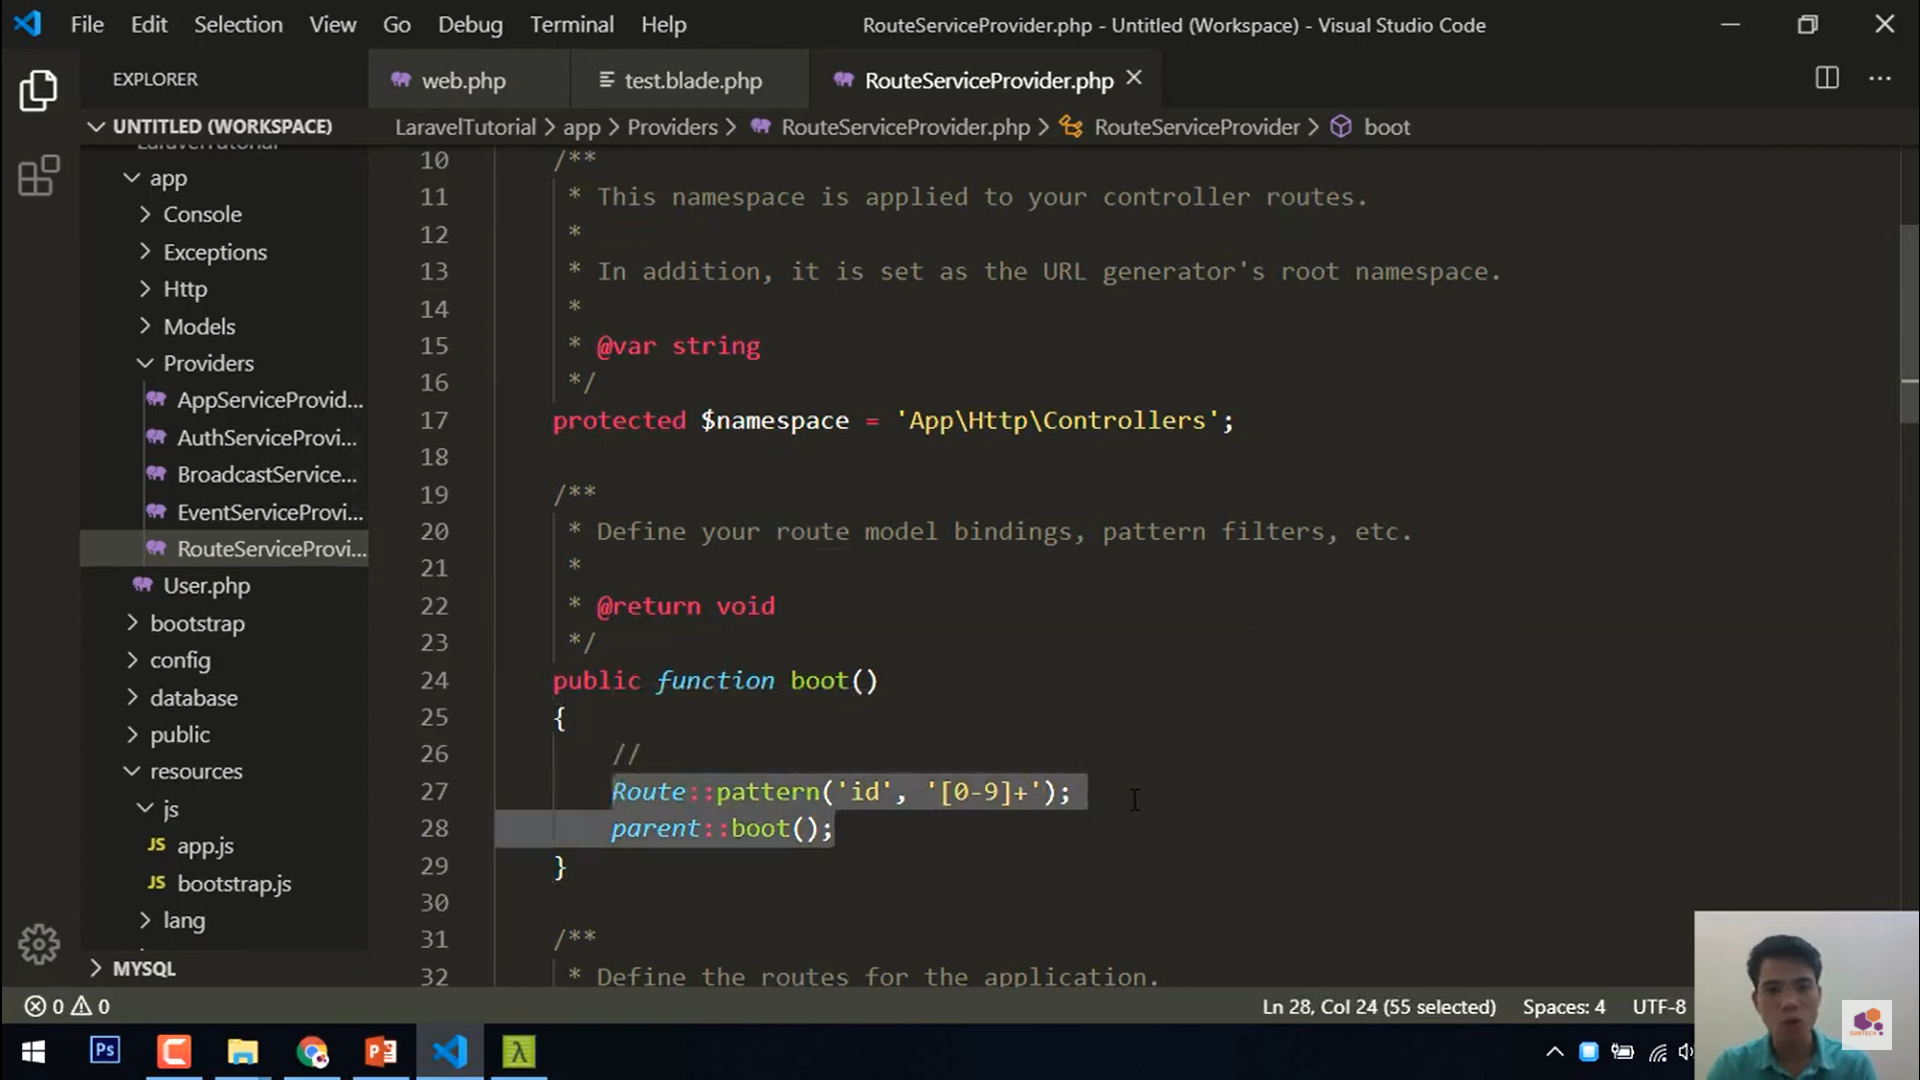 File Edit Selection View Go Debug Terminal Help
RouteServiceProvider.php - Untitled (Workspace) - Visual Studio Code
EXPLORER
web.php
test.blade.php
RouteServiceProvider.php
UNTITLED (WORKSPACE)
LaravelTutorial > app > Providers > RouteServiceProvider.php > RouteServiceProvider > boot
LaravelTutorial
app
Console
Exceptions
Http
Models
Providers
AppServiceProvid...
AuthServiceProvi...
BroadcastService...
EventServiceProvi...
RouteServiceProvi...
User.php
bootstrap
config
database
public
resources
js
JS app.js
JS bootstrap.js
lang
MYSQL
10 /**
11 * This namespace is applied to your controller routes.
12 *
13 * In addition, it is set as the URL generator's root namespace.
14 *
15 * @var string
16 */
17 protected $namespace = 'App\Http\Controllers';
18
19 /**
20 * Define your route model bindings, pattern filters, etc.
21 *
22 * @return void
23 */
24 public function boot()
25 {
26 //
27 Route::pattern('id', '[0-9]+');
28 parent::boot();
29 }
30
31 /**
32 * Define the routes for the application.
0 0
Ln 28, Col 24 (55 selected) Spaces: 4 UTF-8
Ps
SUNTECH